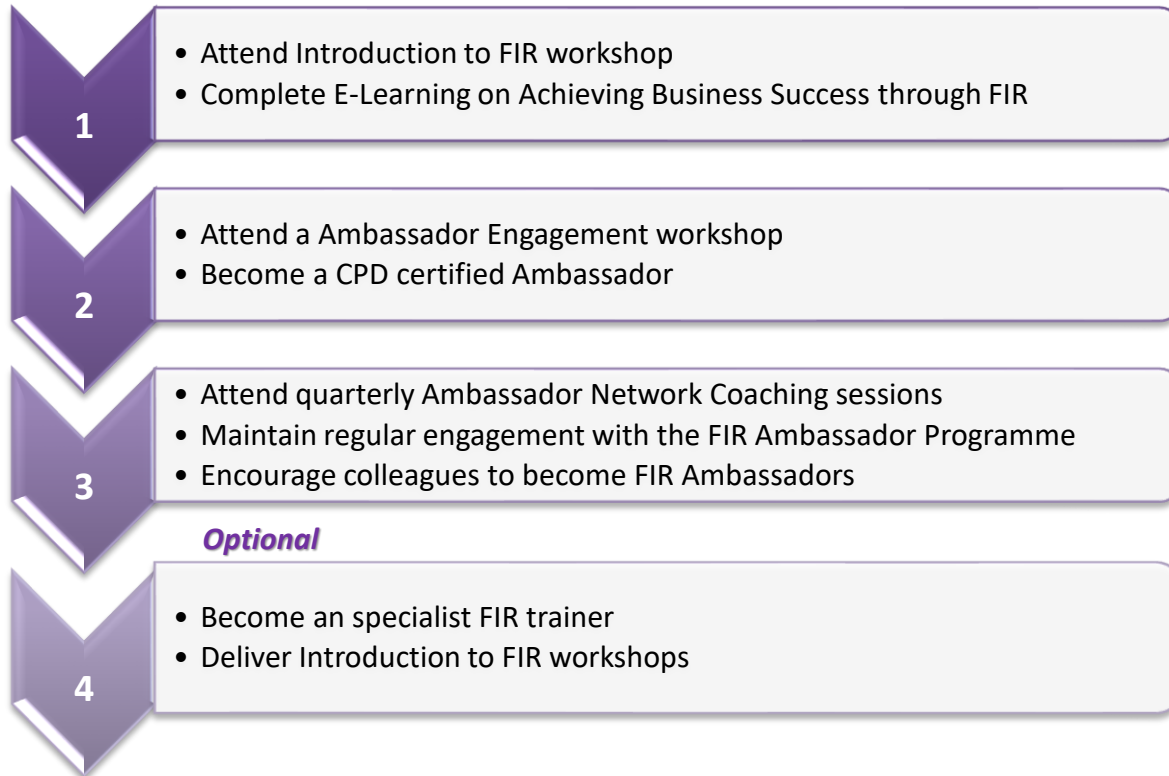 1
• Attend Introduction to FIR workshop
• Complete E-Learning on Achieving Business Success through FIR
2
• Attend a Ambassador Engagement workshop
• Become a CPD certified Ambassador
3
• Attend quarterly Ambassador Network Coaching sessions
• Maintain regular engagement with the FIR Ambassador Programme
• Encourage colleagues to become FIR Ambassadors
Optional
4
• Become an specialist FIR trainer
• Deliver Introduction to FIR workshops